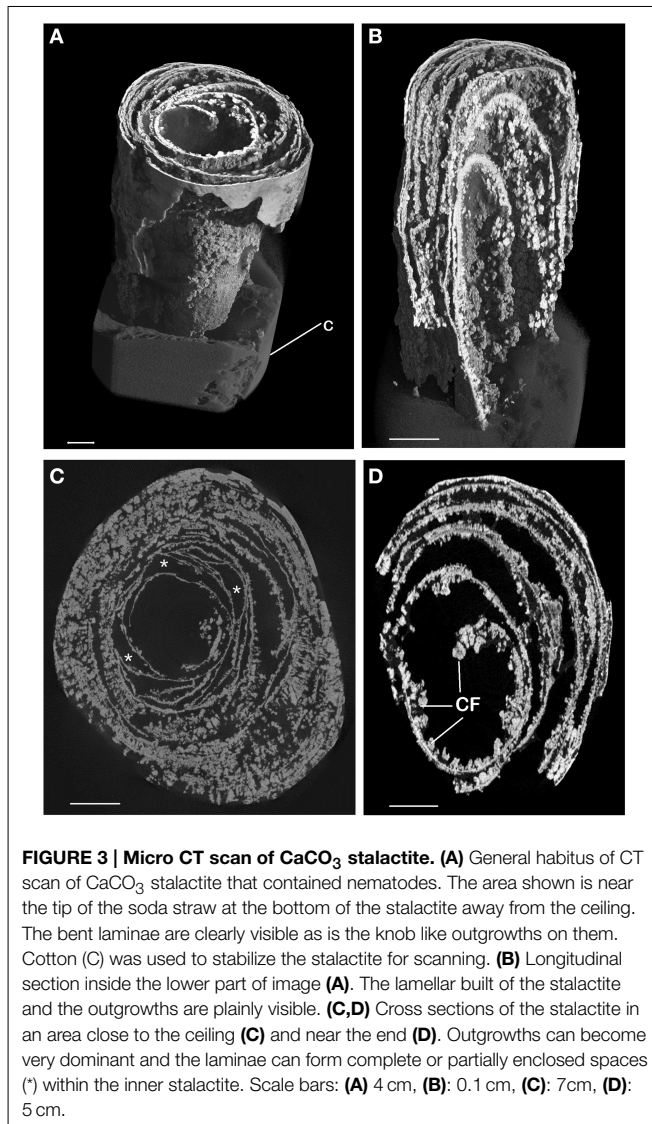 A
B
C
C
D
*
*
*
CF
FIGURE 3 | Micro CT scan of CaCO₃ stalactite. (A) General habitus of CT
scan of CaCO₃ stalactite that contained nematodes. The area shown is near
the tip of the soda straw at the bottom of the stalactite away from the ceiling.
The bent laminae are clearly visible as is the knob like outgrowths on them.
Cotton (C) was used to stabilize the stalactite for scanning. (B) Longitudinal
section inside the lower part of image (A). The lamellar built of the stalactite
and the outgrowths are plainly visible. (C,D) Cross sections of the stalactite in
an area close to the ceiling (C) and near the end (D). Outgrowths can become
very dominant and the laminae can form complete or partially enclosed spaces
(*) within the inner stalactite. Scale bars: (A) 4 cm, (B): 0.1 cm, (C): 7cm, (D):
5 cm.